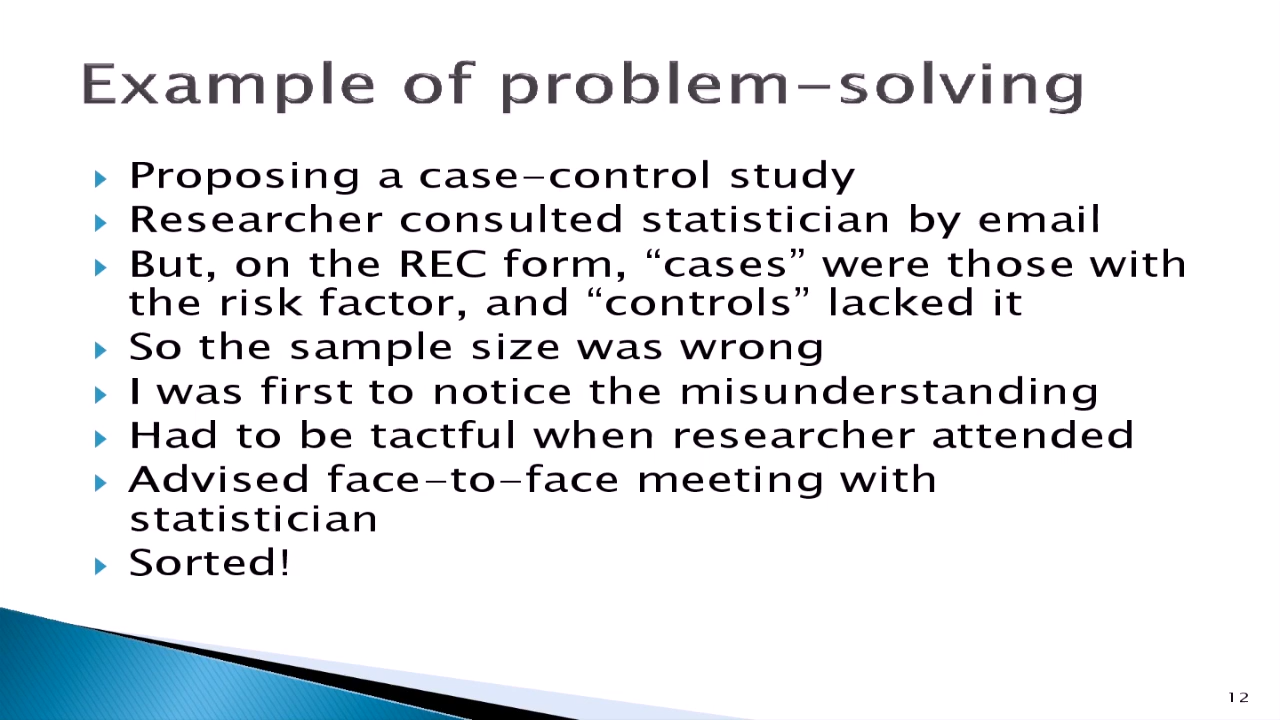 Example of problem-solving
Proposing a case-control study
Researcher consulted statistician by email
But, on the REC form, “cases” were those with
the risk factor, and “controls” lacked it
So the sample size was wrong
I was first to notice the misunderstanding
Had to be tactful when researcher attended
Advised face-to-face meeting with
statistician
Sorted!
12